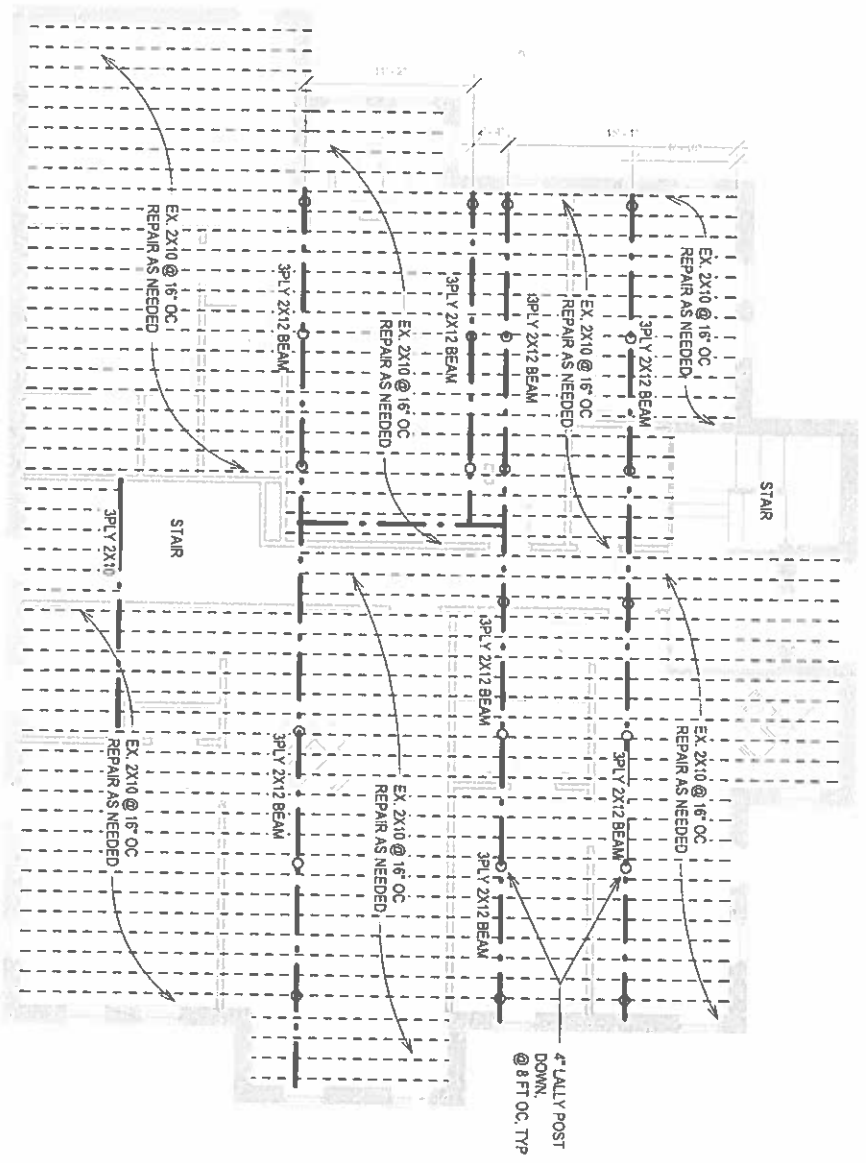 STAIR
EX. 2X10 @ 16" OC
REPAIR AS NEEDED
EX. 2X10 @ 16" OC
REPAIR AS NEEDED
3PLY 2X12 BEAM
3PLY 2X12 BEAM
EX. 2X10 @ 16" OC
REPAIR AS NEEDED
3PLY 2X12 BEAM
4" LALLY POST
DOWN,
@ 8 FT OC, TYP
3PLY 2X12 BEAM
3PLY 2X12 BEAM
4'-4"
3PLY 2X12 BEAM
EX. 2X10 @ 16" OC
REPAIR AS NEEDED
EX. 2X10 @ 16" OC
REPAIR AS NEEDED
11'-2"
3PLY 2X12 BEAM
3PLY 2X12 BEAM
EX. 2X10 @ 16" OC
REPAIR AS NEEDED
STAIR
EX. 2X10 @ 16" OC
REPAIR AS NEEDED
3PLY 2X10